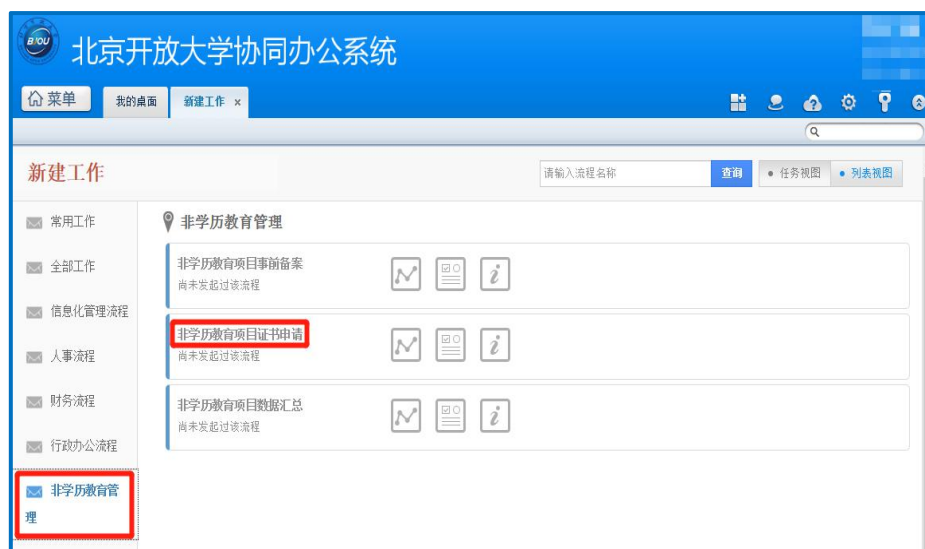 BJOU
北京开放大学协同办公系统
菜单
我的桌面
新建工作 ×
新建工作
请输入流程名称
查询
任务视图
列表视图
常用工作
全部工作
信息化管理流程
人事流程
财务流程
行政办公流程
非学历教育管
理
非学历教育管理
非学历教育项目事前备案
尚未发起过该流程
非学历教育项目证书申请
尚未发起过该流程
非学历教育项目数据汇总
尚未发起过该流程